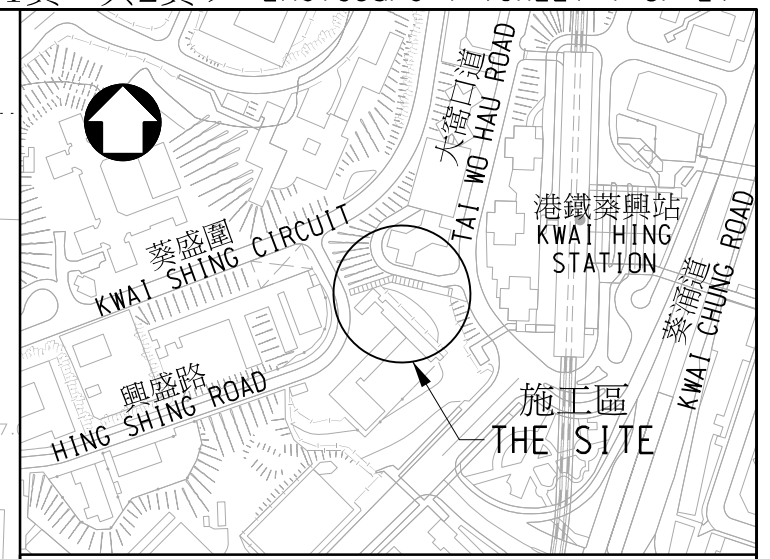 大窩口道
TAI WO HAU ROAD
港鐵葵興站
KWAI HING
STATION
葵盛圍
KWAI SHING CIRCUIT
葵涌道
KWAI CHUNG ROAD
興盛路
HING SHING ROAD
施工區
THE SITE